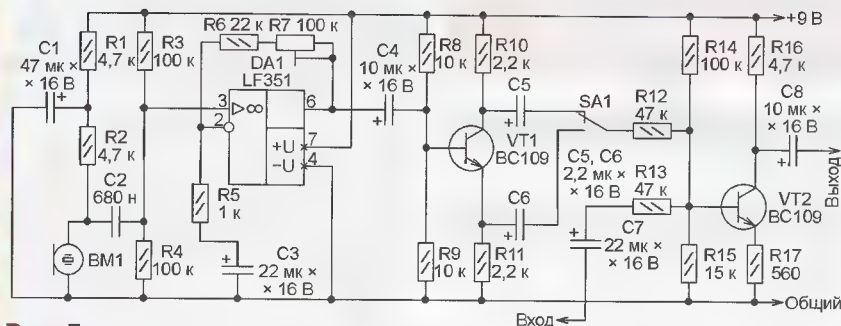 C1
47 мк ×
× 16 В
R1
4,7 к
R3
100 к
R6 22 к
R7 100 к
DA1
LF351
3
2
▷∞
6
+U
7
−U
4
C4
10 мк ×
× 16 В
R8
10 к
R10
2,2 к
C5
SA1
R12
47 к
R14
100 к
R16
4,7 к
+9 В
C8
10 мк ×
× 16 В
R2
4,7 к
C2
680 н
BM1
R4
100 к
R5
1 к
C3
22 мк ×
× 16 В
VT1
BC109
C6
C5, C6
2,2 мк ×
× 16 В
R13
47 к
C7
22 мк ×
× 16 В
R9
10 к
R11
2,2 к
VT2
BC109
R15
15 к
R17
560
Выход
Общий
Вход